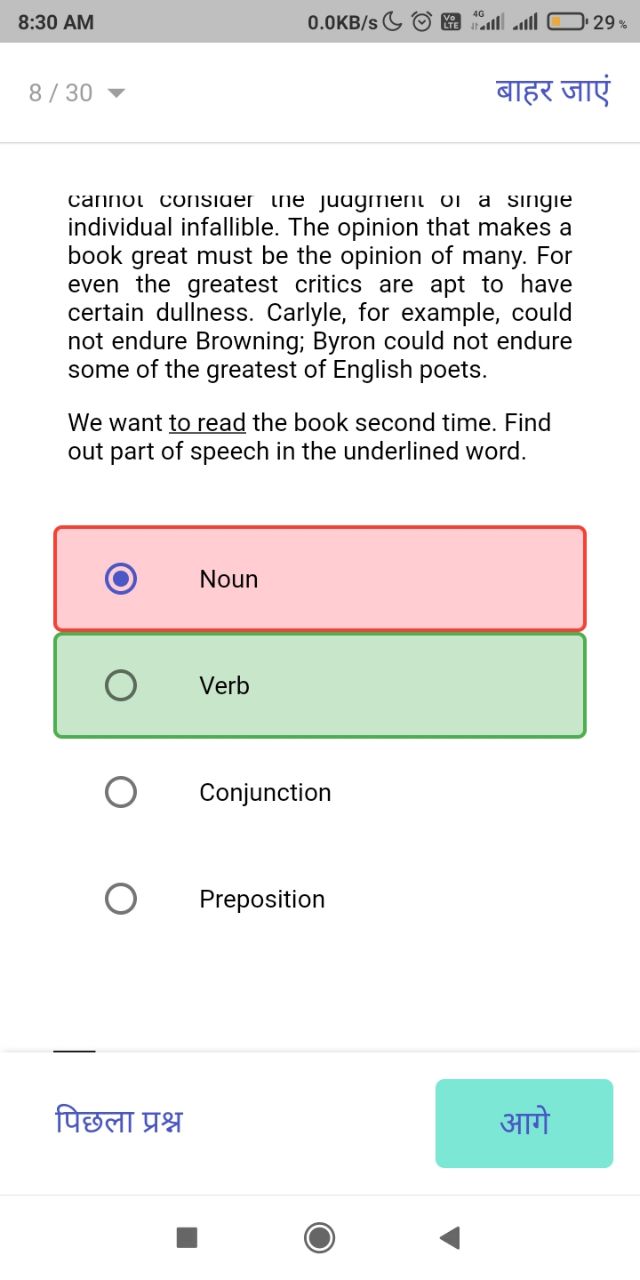 8:30 AM 0.0KB/s Vo LTE 4G 29%
8 / 30 बाहर जाएं
cannot consider the judgment of a single
individual infallible. The opinion that makes a
book great must be the opinion of many. For
even the greatest critics are apt to have
certain dullness. Carlyle, for example, could
not endure Browning; Byron could not endure
some of the greatest of English poets.
We want to read the book second time. Find
out part of speech in the underlined word.
Noun
Verb
Conjunction
Preposition
पिछला प्रश्न आगे